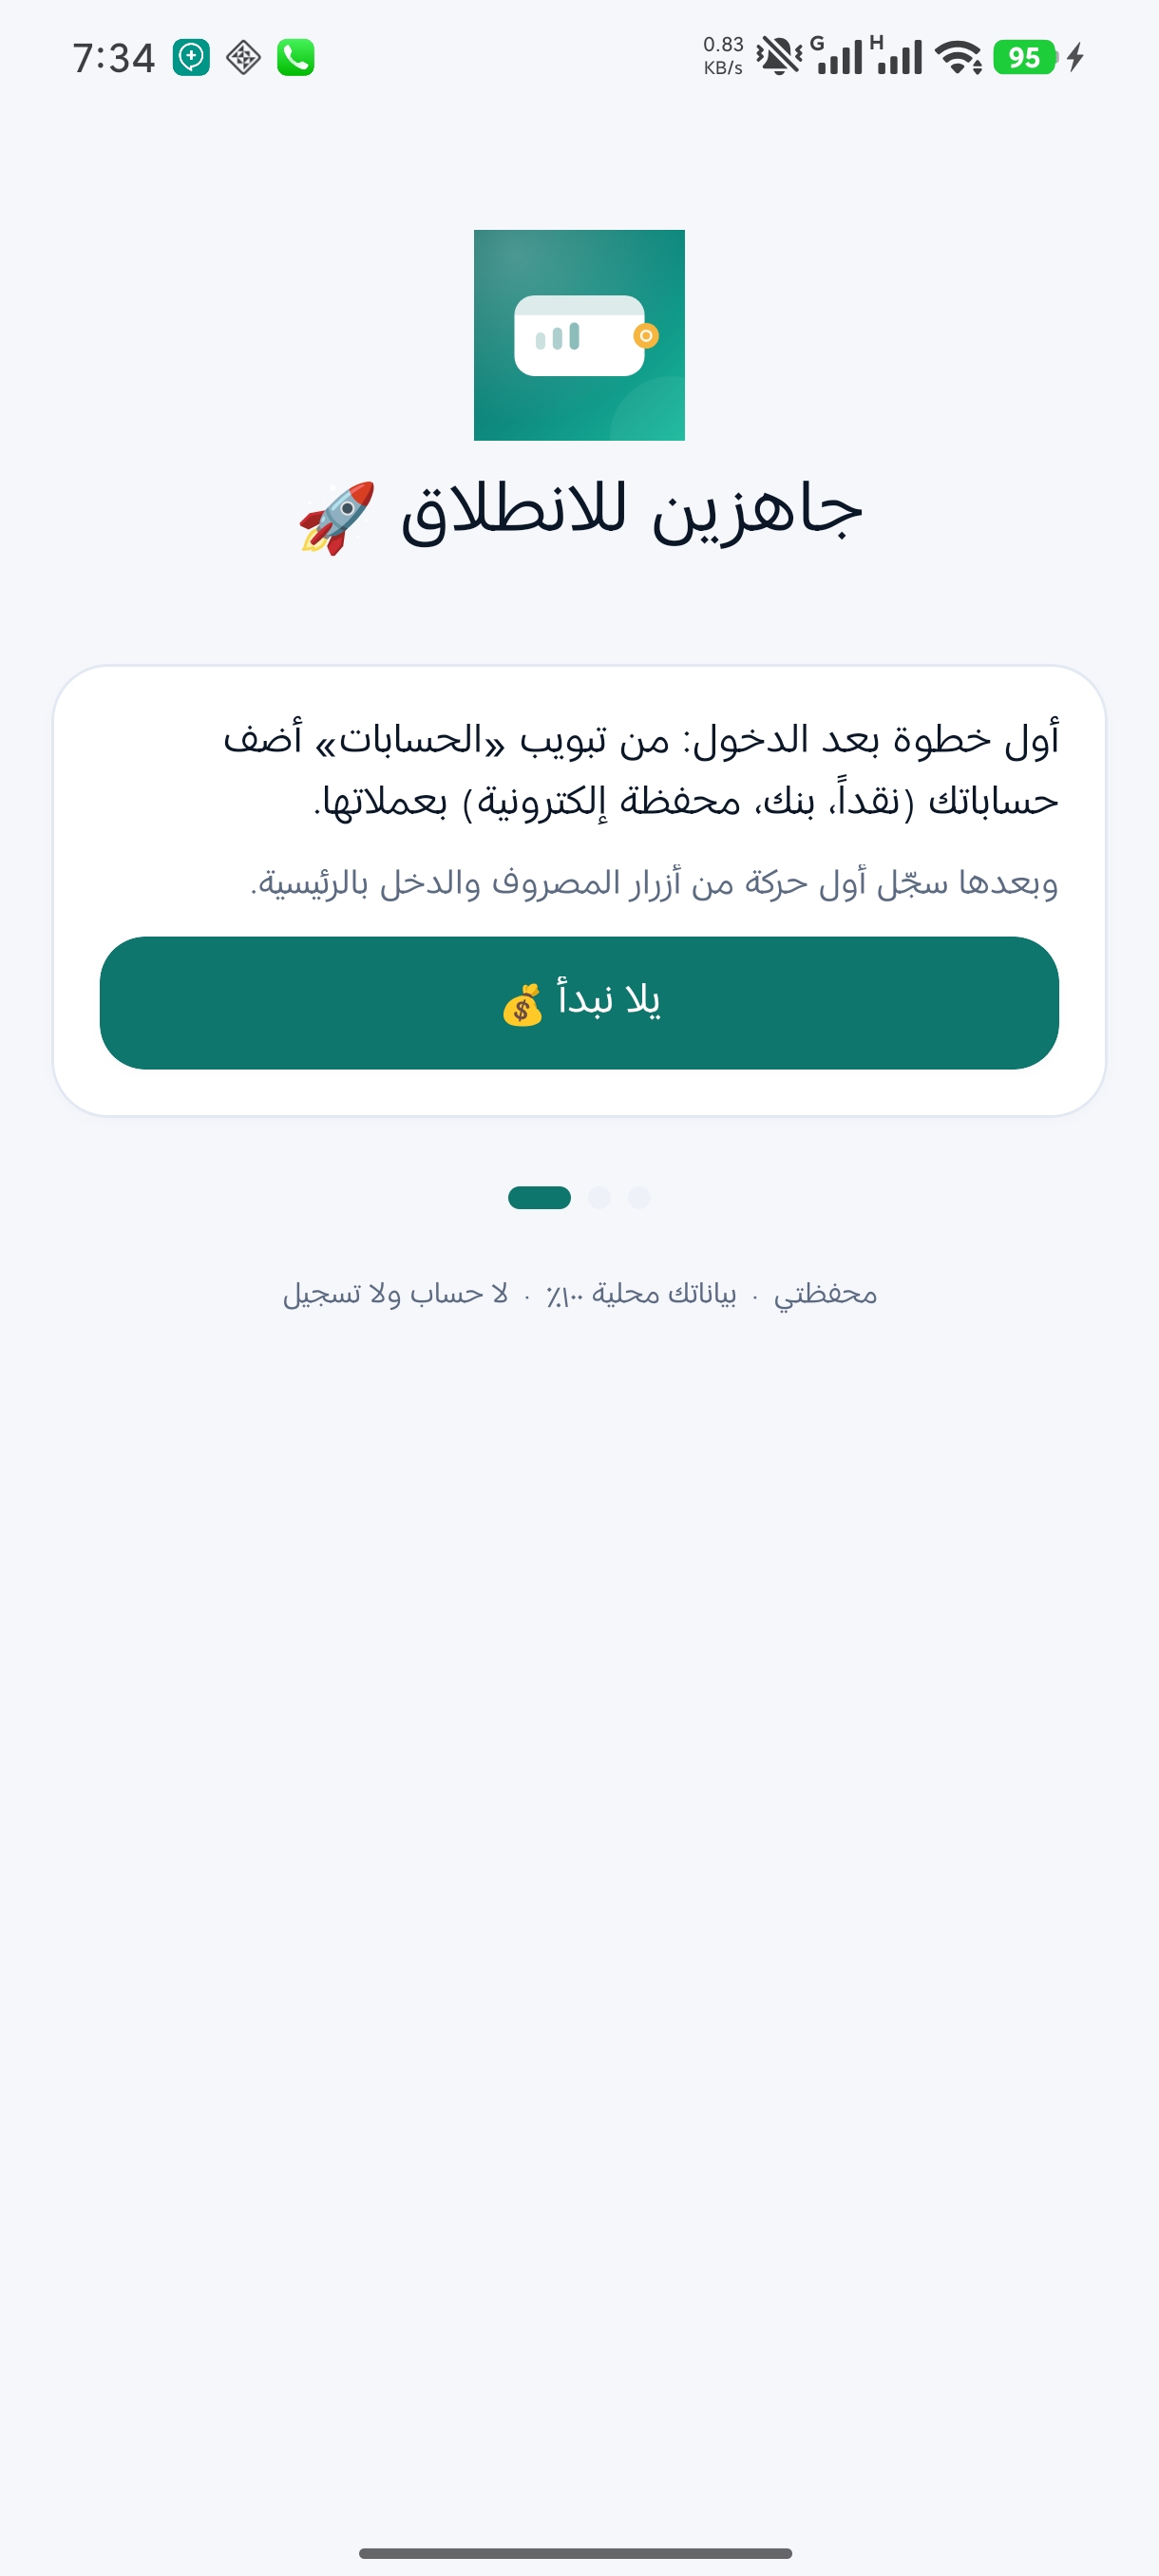 7:34
0.83
KB/s
G
H
95
جاهزين للانطلاق 🚀
أول خطوة بعد الدخول: من تبويب «الحسابات» أضف
حساباتك (نقداً، بنك، محفظة إلكترونية) بعملاتها.
وبعدها سجّل أول حركة من أزرار المصروف والدخل بالرئيسية.
يلا نبدأ 💰
محفظتي · بياناتك محلية ١٠٠٪ · لا حساب ولا تسجيل